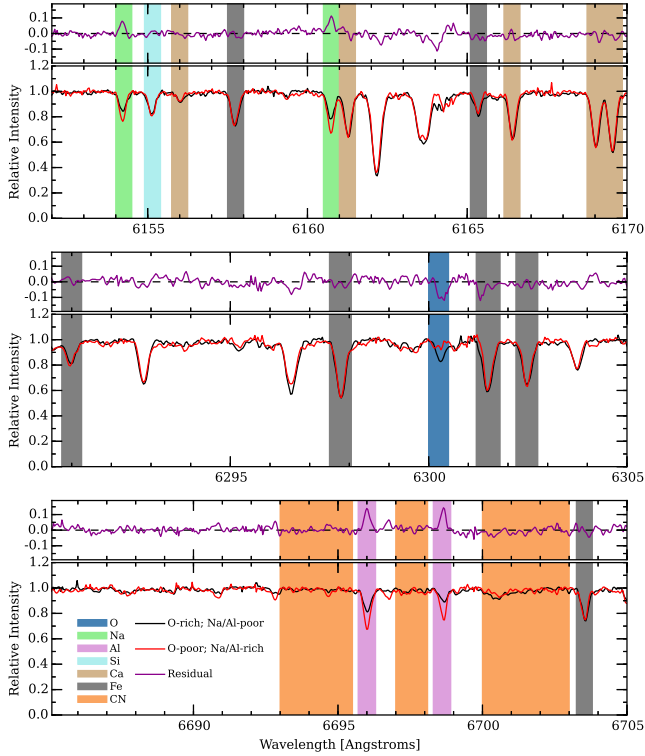 0.1
0.0
-0.1
1.2
1.0
0.8
0.6
0.4
0.2
0.0
Relative Intensity
6155 6160 6165 6170
0.1
0.0
-0.1
1.2
1.0
0.8
0.6
0.4
0.2
0.0
Relative Intensity
6295 6300 6305
0.1
0.0
-0.1
1.2
1.0
0.8
0.6
0.4
0.2
0.0
Relative Intensity
O
Na
Al
Si
Ca
Fe
CN
O-rich; Na/Al-poor
O-poor; Na/Al-rich
Residual
6690 6695 6700 6705
Wavelength [Angstroms]